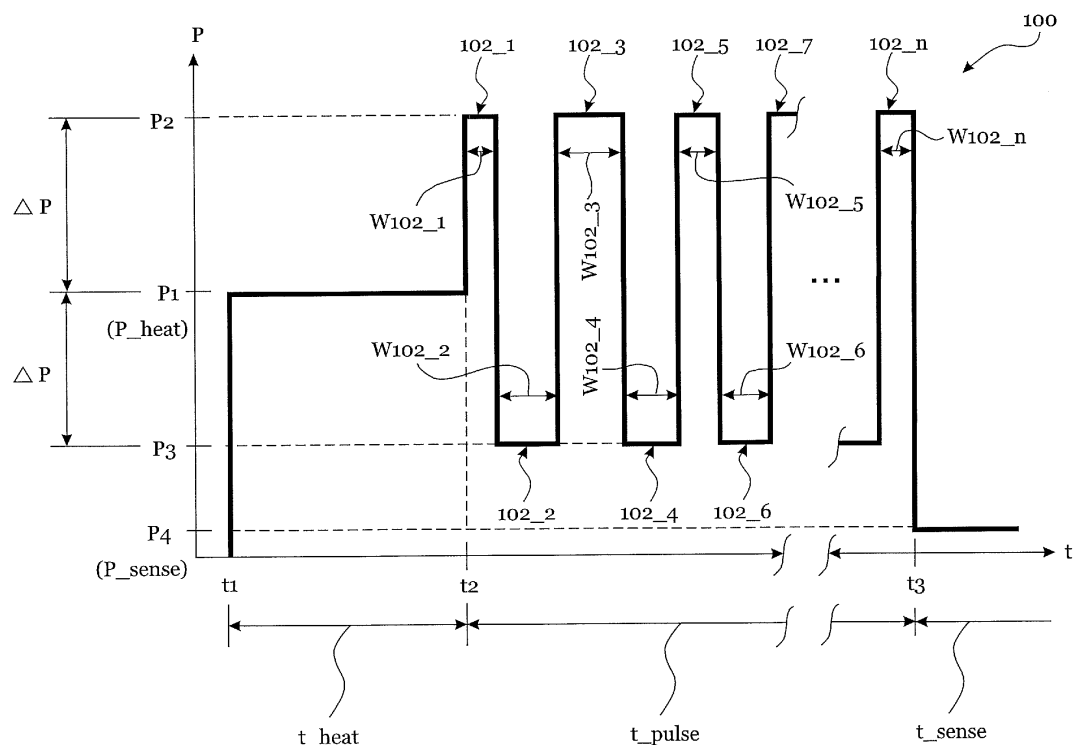 100
P
102_1
102_3
102_5
102_7
102_n
P2
W102_n
△ P
W102_1
W102_3
W102_5
P1
(P_heat)
...
△ P
W102_2
W102_4
W102_6
P3
102_2
102_4
102_6
P4
(P_sense)
t
t1
t2
t3
t_heat
t_pulse
t_sense